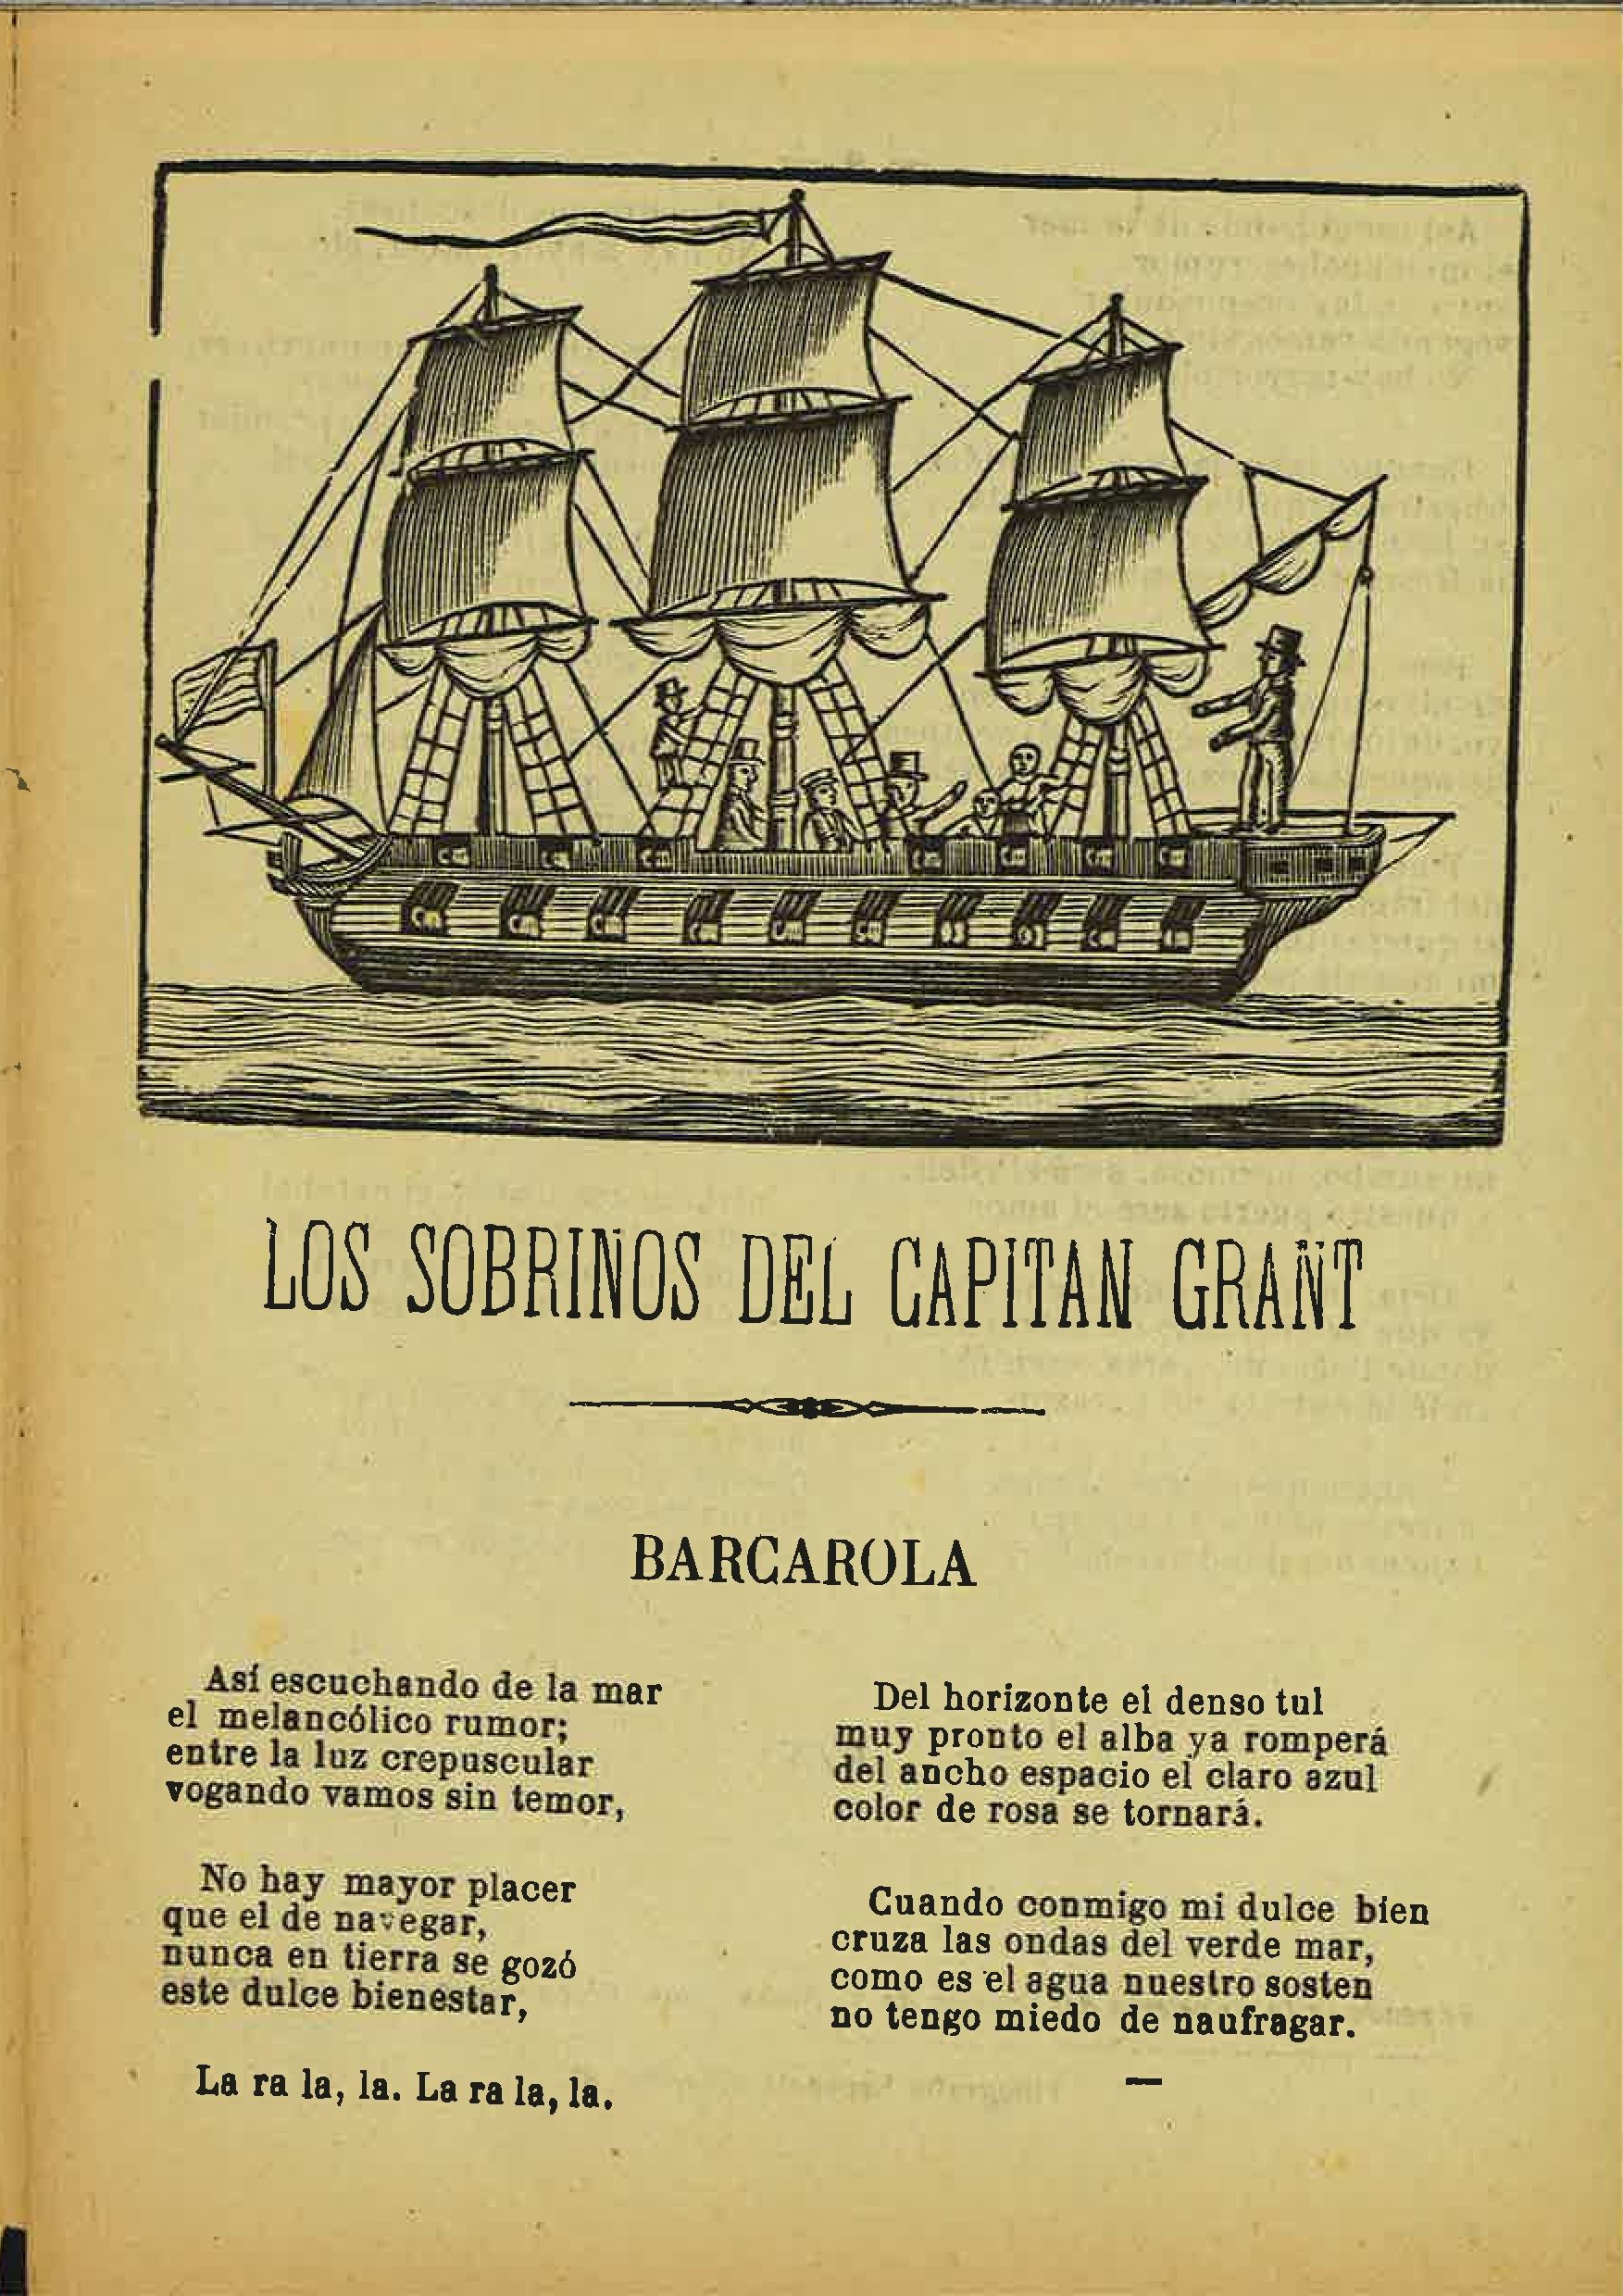 LOS SOBRINOS DEL CAPITAN GRANT
BARCAROLA
Así escuchando de la mar
el melancólico rumor;
entre la luz crepuscular
vogando vamos sin temor,
No hay mayor placer
que el de navegar,
nunca en tierra se gozó
este dulce bienestar,
La ra la, la. La ra la, la.
Del horizonte el denso tul
muy pronto el alba ya romperá
del ancho espacio el claro azul
color de rosa se tornará.
Cuando conmigo mi dulce bien
cruza las ondas del verde mar,
como es el agua nuestro sosten
no tengo miedo de naufragar.